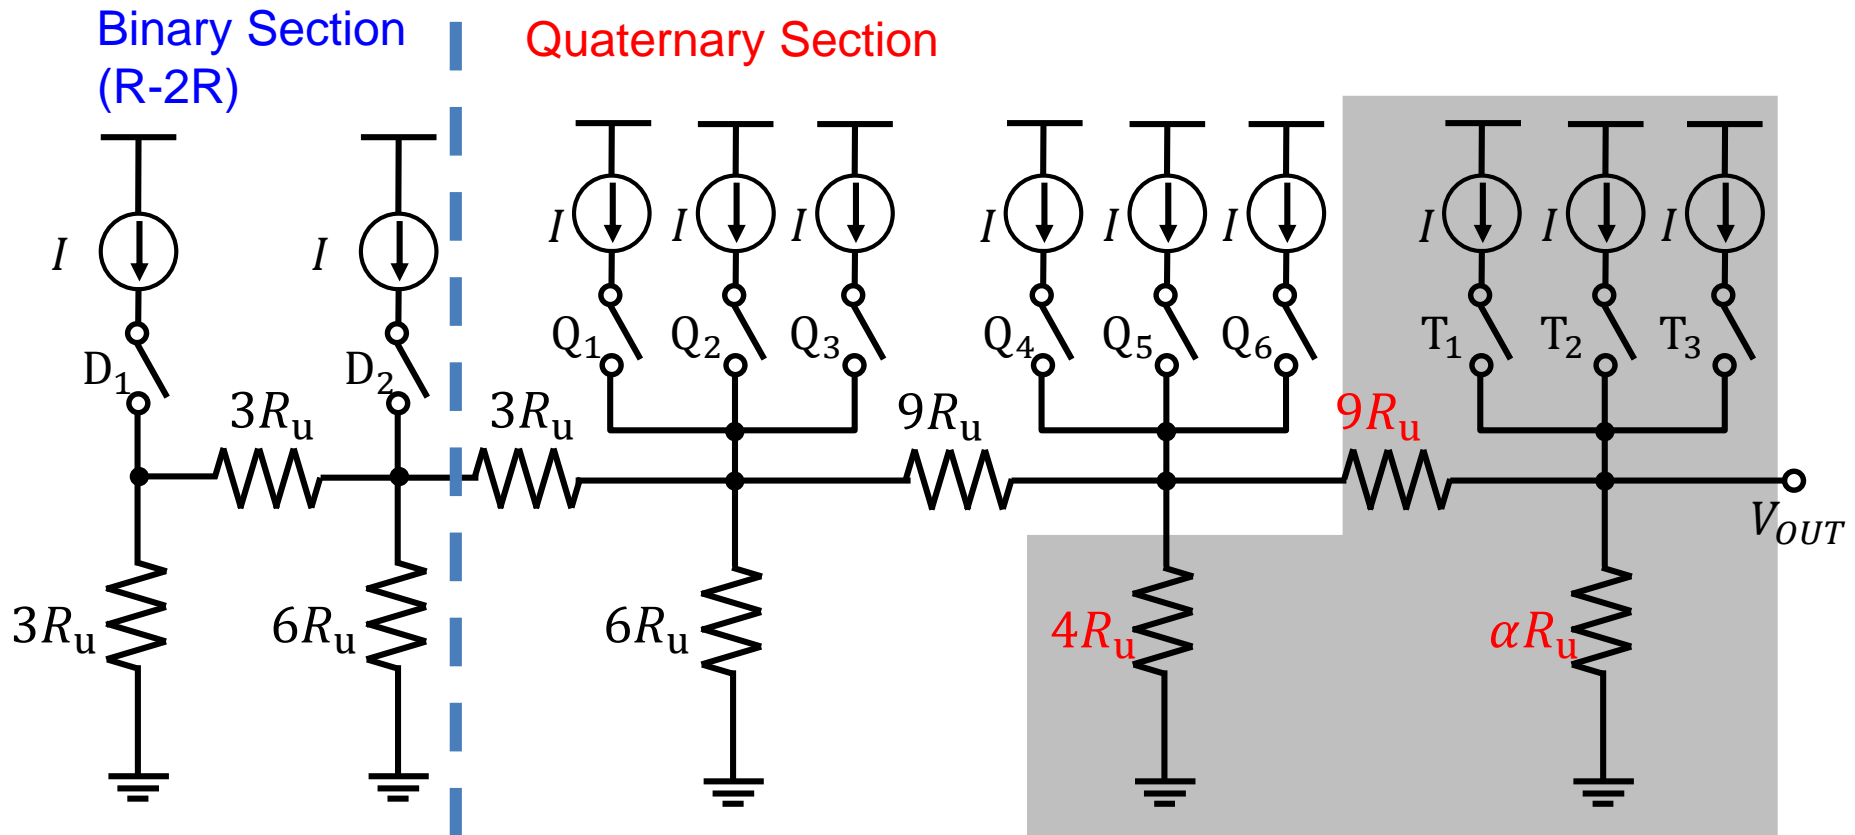 Binary Section
(R-2R)
Quaternary Section
I
I
I
I
I
I
I
I
I
I
I
D₁
D₂
Q₁
Q₂
Q₃
Q₄
Q₅
Q₆
T₁
T₂
T₃
3Rᵤ
3Rᵤ
9Rᵤ
9Rᵤ
V_OUT
3Rᵤ
6Rᵤ
6Rᵤ
4Rᵤ
αRᵤ